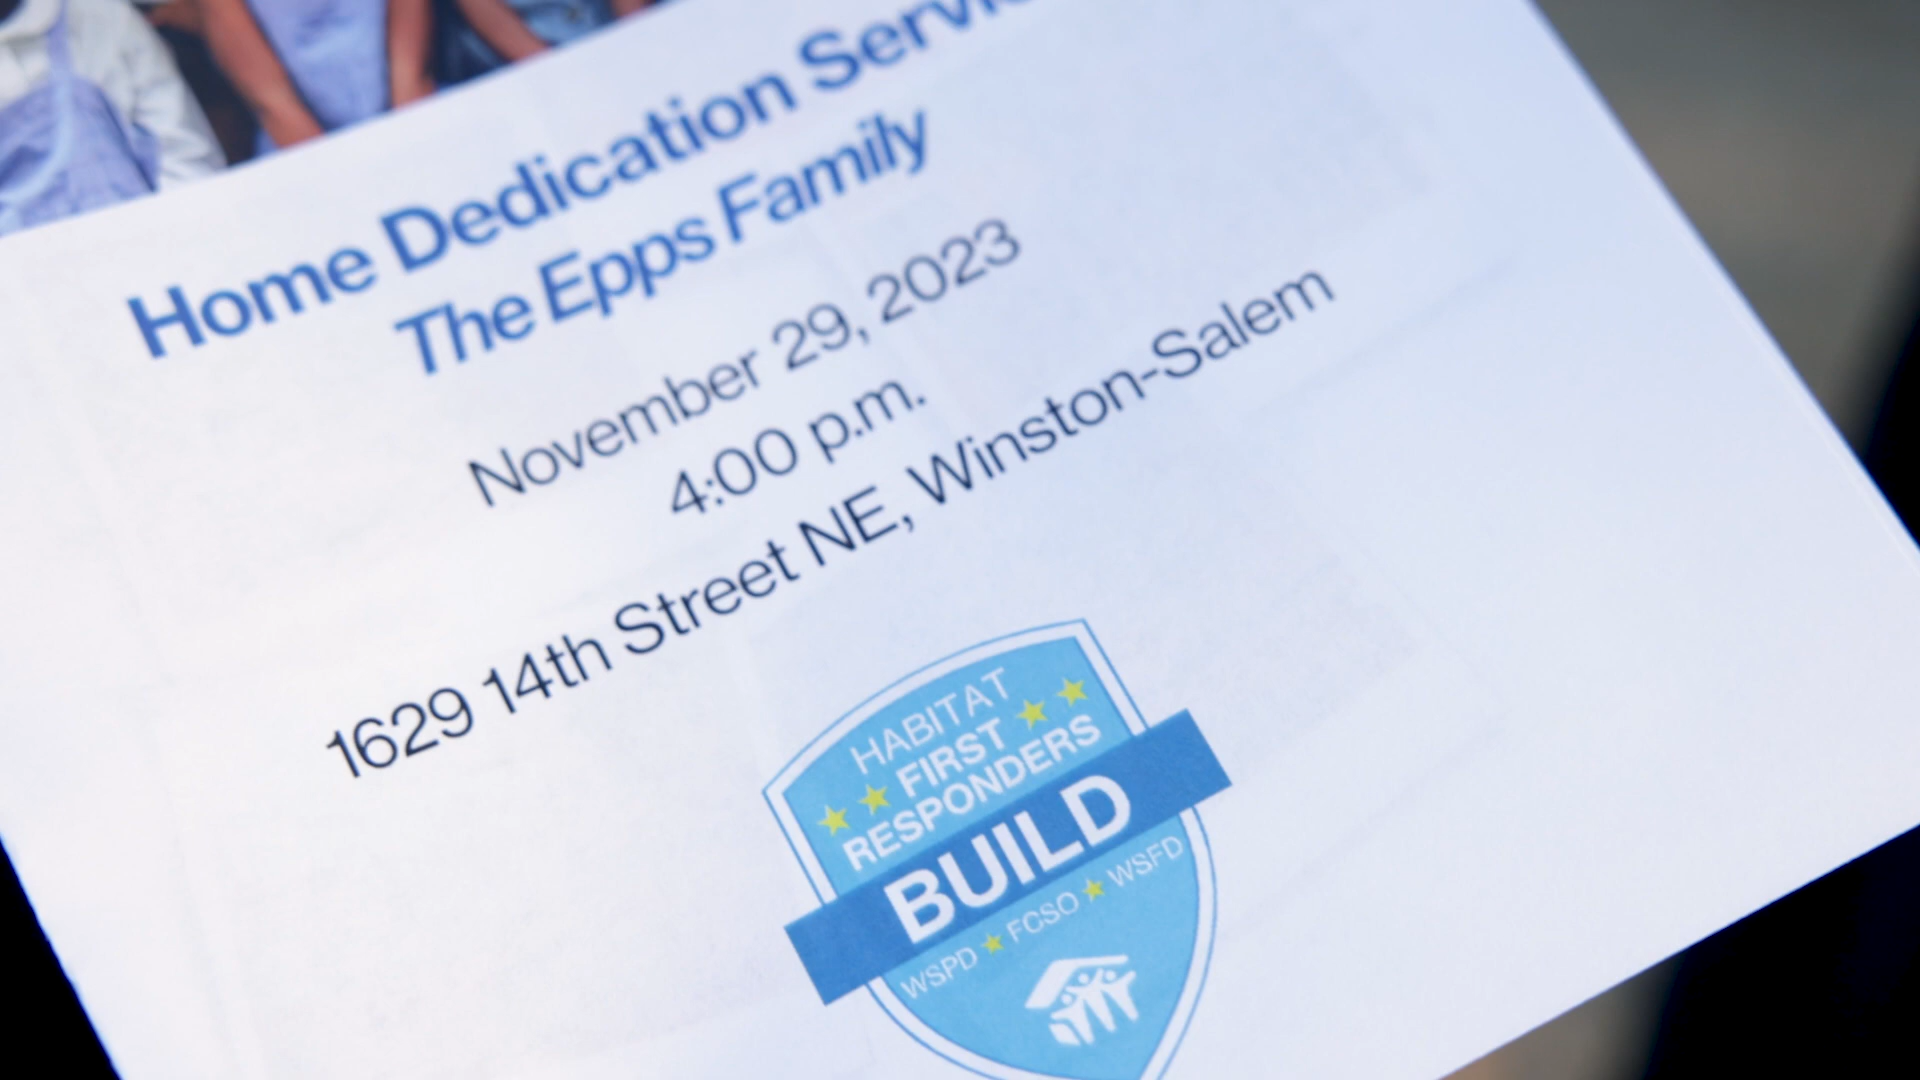 Home Dedication
The Epps Family
November 29, 2023
4:00 p.m.
1629 14th Street NE, Winston-Salem
HABITAT
FIRST
RESPONDERS
BUILD
WSPD ★ FCSO ★ WSFD